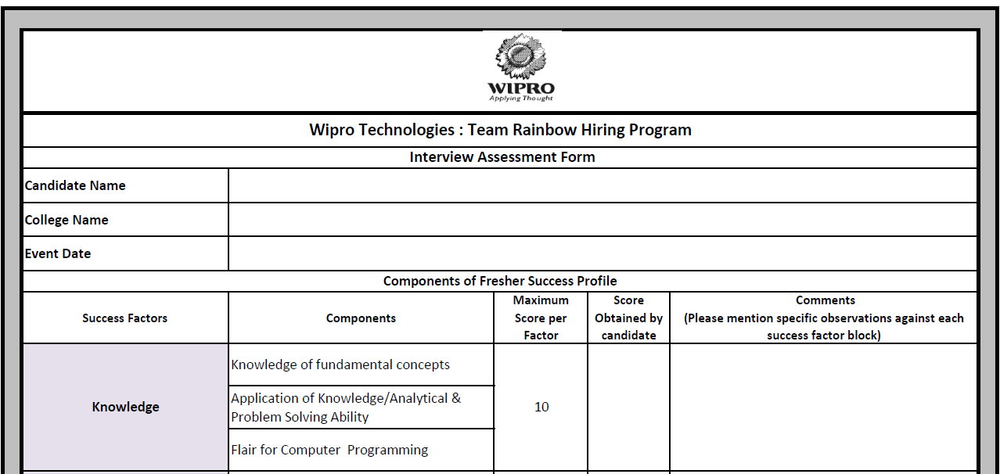 WIPRO
Applying Thought
Wipro Technologies : Team Rainbow Hiring Program
Interview Assessment Form
Candidate Name
College Name
Event Date
Components of Fresher Success Profile
Success Factors
Components
Maximum
Score per
Factor
Score
Obtained by
candidate
Comments
(Please mention specific observations against each
success factor block)
Knowledge
Knowledge of fundamental concepts
Application of Knowledge/Analytical &
Problem Solving Ability
Flair for Computer  Programming
10